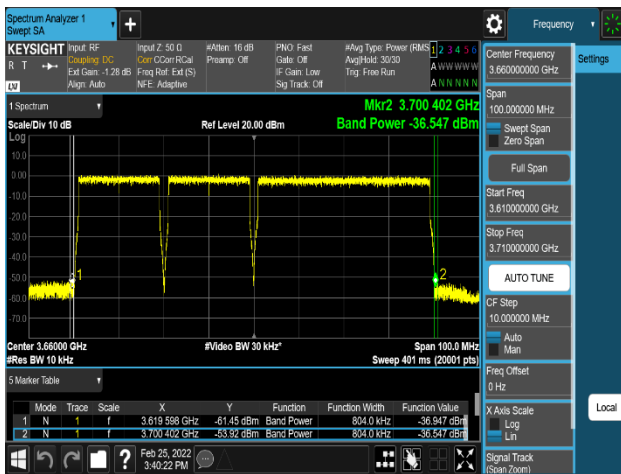 Spectrum Analyzer 1
Swept SA
Frequency
KEYSIGHT
R T
LXI
Input: RF
Coupling: DC
Ext Gain: -1.28 dB
Align: Auto
Input Z: 50 Ω
Corr CCorr RCal
Freq Ref: Ext (S)
NFE: Adaptive
#Atten: 16 dB
Preamp: Off
PNO: Fast
Gate: Off
IF Gain: Low
Sig Track: Off
#Avg Type: Power (RMS
Avg|Hold: 30/30
Trig: Free Run
1 2 3 4 5 6
A W W W W W
A N N N N N
1 Spectrum
Scale/Div 10 dB
Log
Ref Level 20.00 dBm
Mkr2 3.700 402 GHz
Band Power -36.547 dBm
10.0
0.00
-10.0
-20.0
-30.0
-40.0
-50.0
-60.0
-70.0
1
2
Center 3.66000 GHz
#Res BW 10 kHz
#Video BW 30 kHz*
Span 100.0 MHz
Sweep 401 ms (20001 pts)
5 Marker Table
Mode Trace Scale X Y Function Function Width Function Value
1 N 1 f 3.619 598 GHz -61.45 dBm Band Power 804.0 kHz -36.947 dBm
2 N 1 f 3.700 402 GHz -53.92 dBm Band Power 804.0 kHz -36.547 dBm
?
Feb 25, 2022
3:40:22 PM
Center Frequency
3.660000000 GHz
Settings
Span
100.000000 MHz
Swept Span
Zero Span
Full Span
Start Freq
3.610000000 GHz
Stop Freq
3.710000000 GHz
AUTO TUNE
CF Step
10.000000 MHz
Auto
Man
Freq Offset
0 Hz
X Axis Scale
Log
Lin
Local
Signal Track
(Span Zoom)